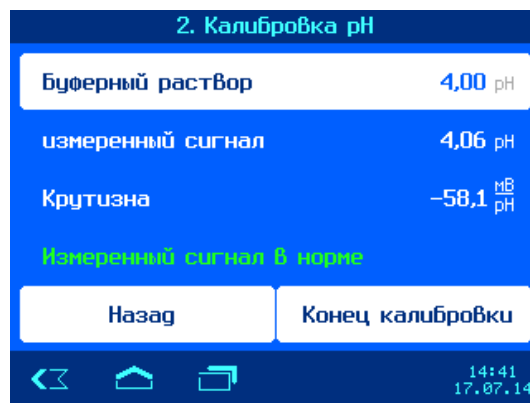 2. Калибровка pH
Буферный раствор 4,00 pH
измеренный сигнал 4,06 pH
Крутизна -58,1 мВ/pH
Измеренный сигнал в норме
Назад Конец калибровки
14:41
17.07.14